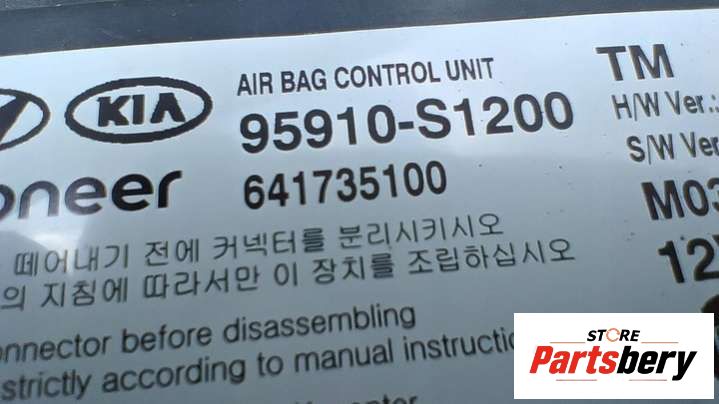 KIA
AIR BAG CONTROL UNIT
95910-S1200
TM
H/W Ver.:
S/W Ver
oneer
641735100
M03
떼어내기 전에 커넥터를 분리시키시오
의 지침에 따라서만 이 장치를 조립하십시오
12
onnector before disassembling
strictly according to manual instructio
STORE
Partsbery